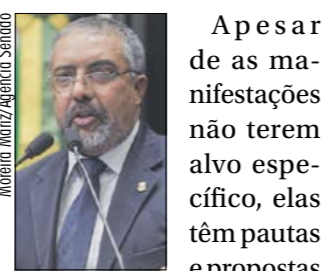 Moreira Mariz/Agência Senado
Apesar
de as ma-
nifestações
não terem
alvo espe-
cífico, elas
têm pautas
e propostas